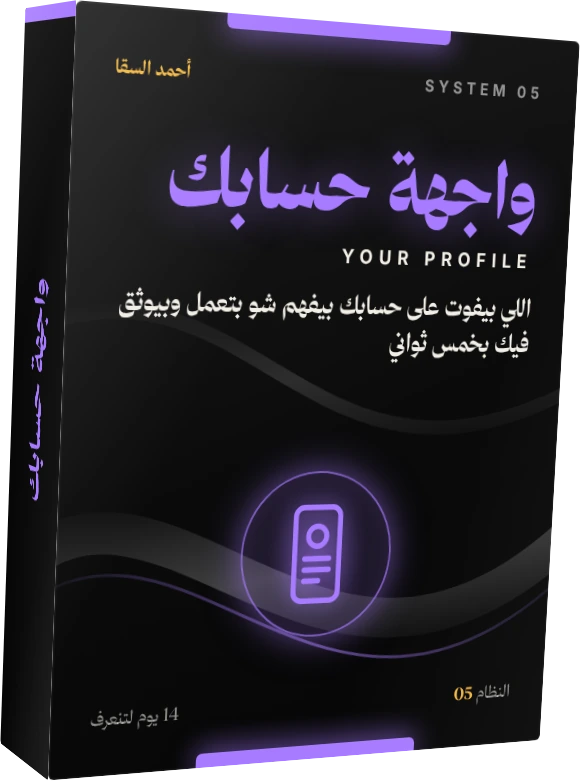 أحمد السقا
SYSTEM 05
واجهة حسابك
YOUR PROFILE
اللي بيفوت على حسابك بيفهم شو بتعمل وبيوثق
فيك بخمس ثواني
النظام 05
14 يوم لتنعرف
واجهة حسابك